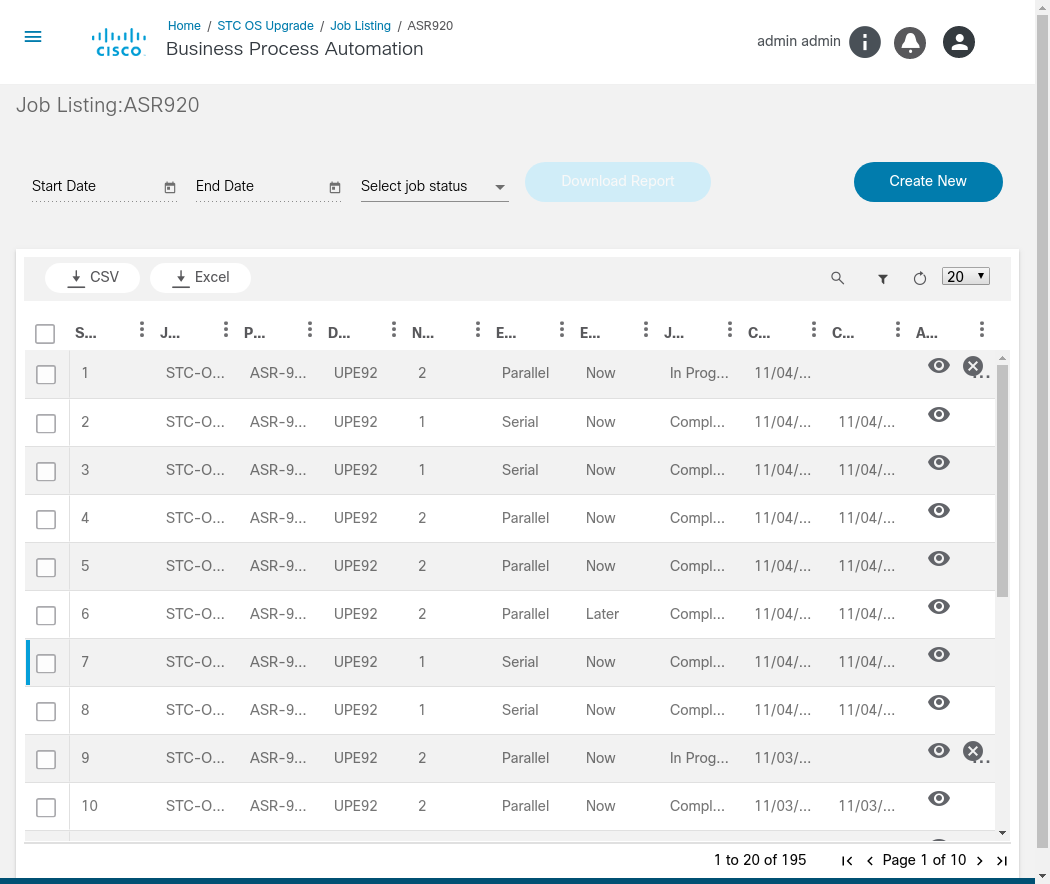 Home / STC OS Upgrade / Job Listing / ASR920
CISCO
Business Process Automation
admin admin
Job Listing:ASR920
Start Date End Date Select job status Download Report Create New
CSV Excel 20
S... J... P... D... N... E... E... J... C... C... A...
1 STC-O... ASR-9... UPE92 2 Parallel Now In Prog... 11/04/... ...
2 STC-O... ASR-9... UPE92 1 Serial Now Compl... 11/04/... 11/04/...
3 STC-O... ASR-9... UPE92 1 Serial Now Compl... 11/04/... 11/04/...
4 STC-O... ASR-9... UPE92 2 Parallel Now Compl... 11/04/... 11/04/...
5 STC-O... ASR-9... UPE92 2 Parallel Now Compl... 11/04/... 11/04/...
6 STC-O... ASR-9... UPE92 2 Parallel Later Compl... 11/04/... 11/04/...
7 STC-O... ASR-9... UPE92 1 Serial Now Compl... 11/04/... 11/04/...
8 STC-O... ASR-9... UPE92 1 Serial Now Compl... 11/04/... 11/04/...
9 STC-O... ASR-9... UPE92 2 Parallel Now In Prog... 11/03/... ...
10 STC-O... ASR-9... UPE92 2 Parallel Now Compl... 11/03/... 11/03/...
1 to 20 of 195 Page 1 of 10